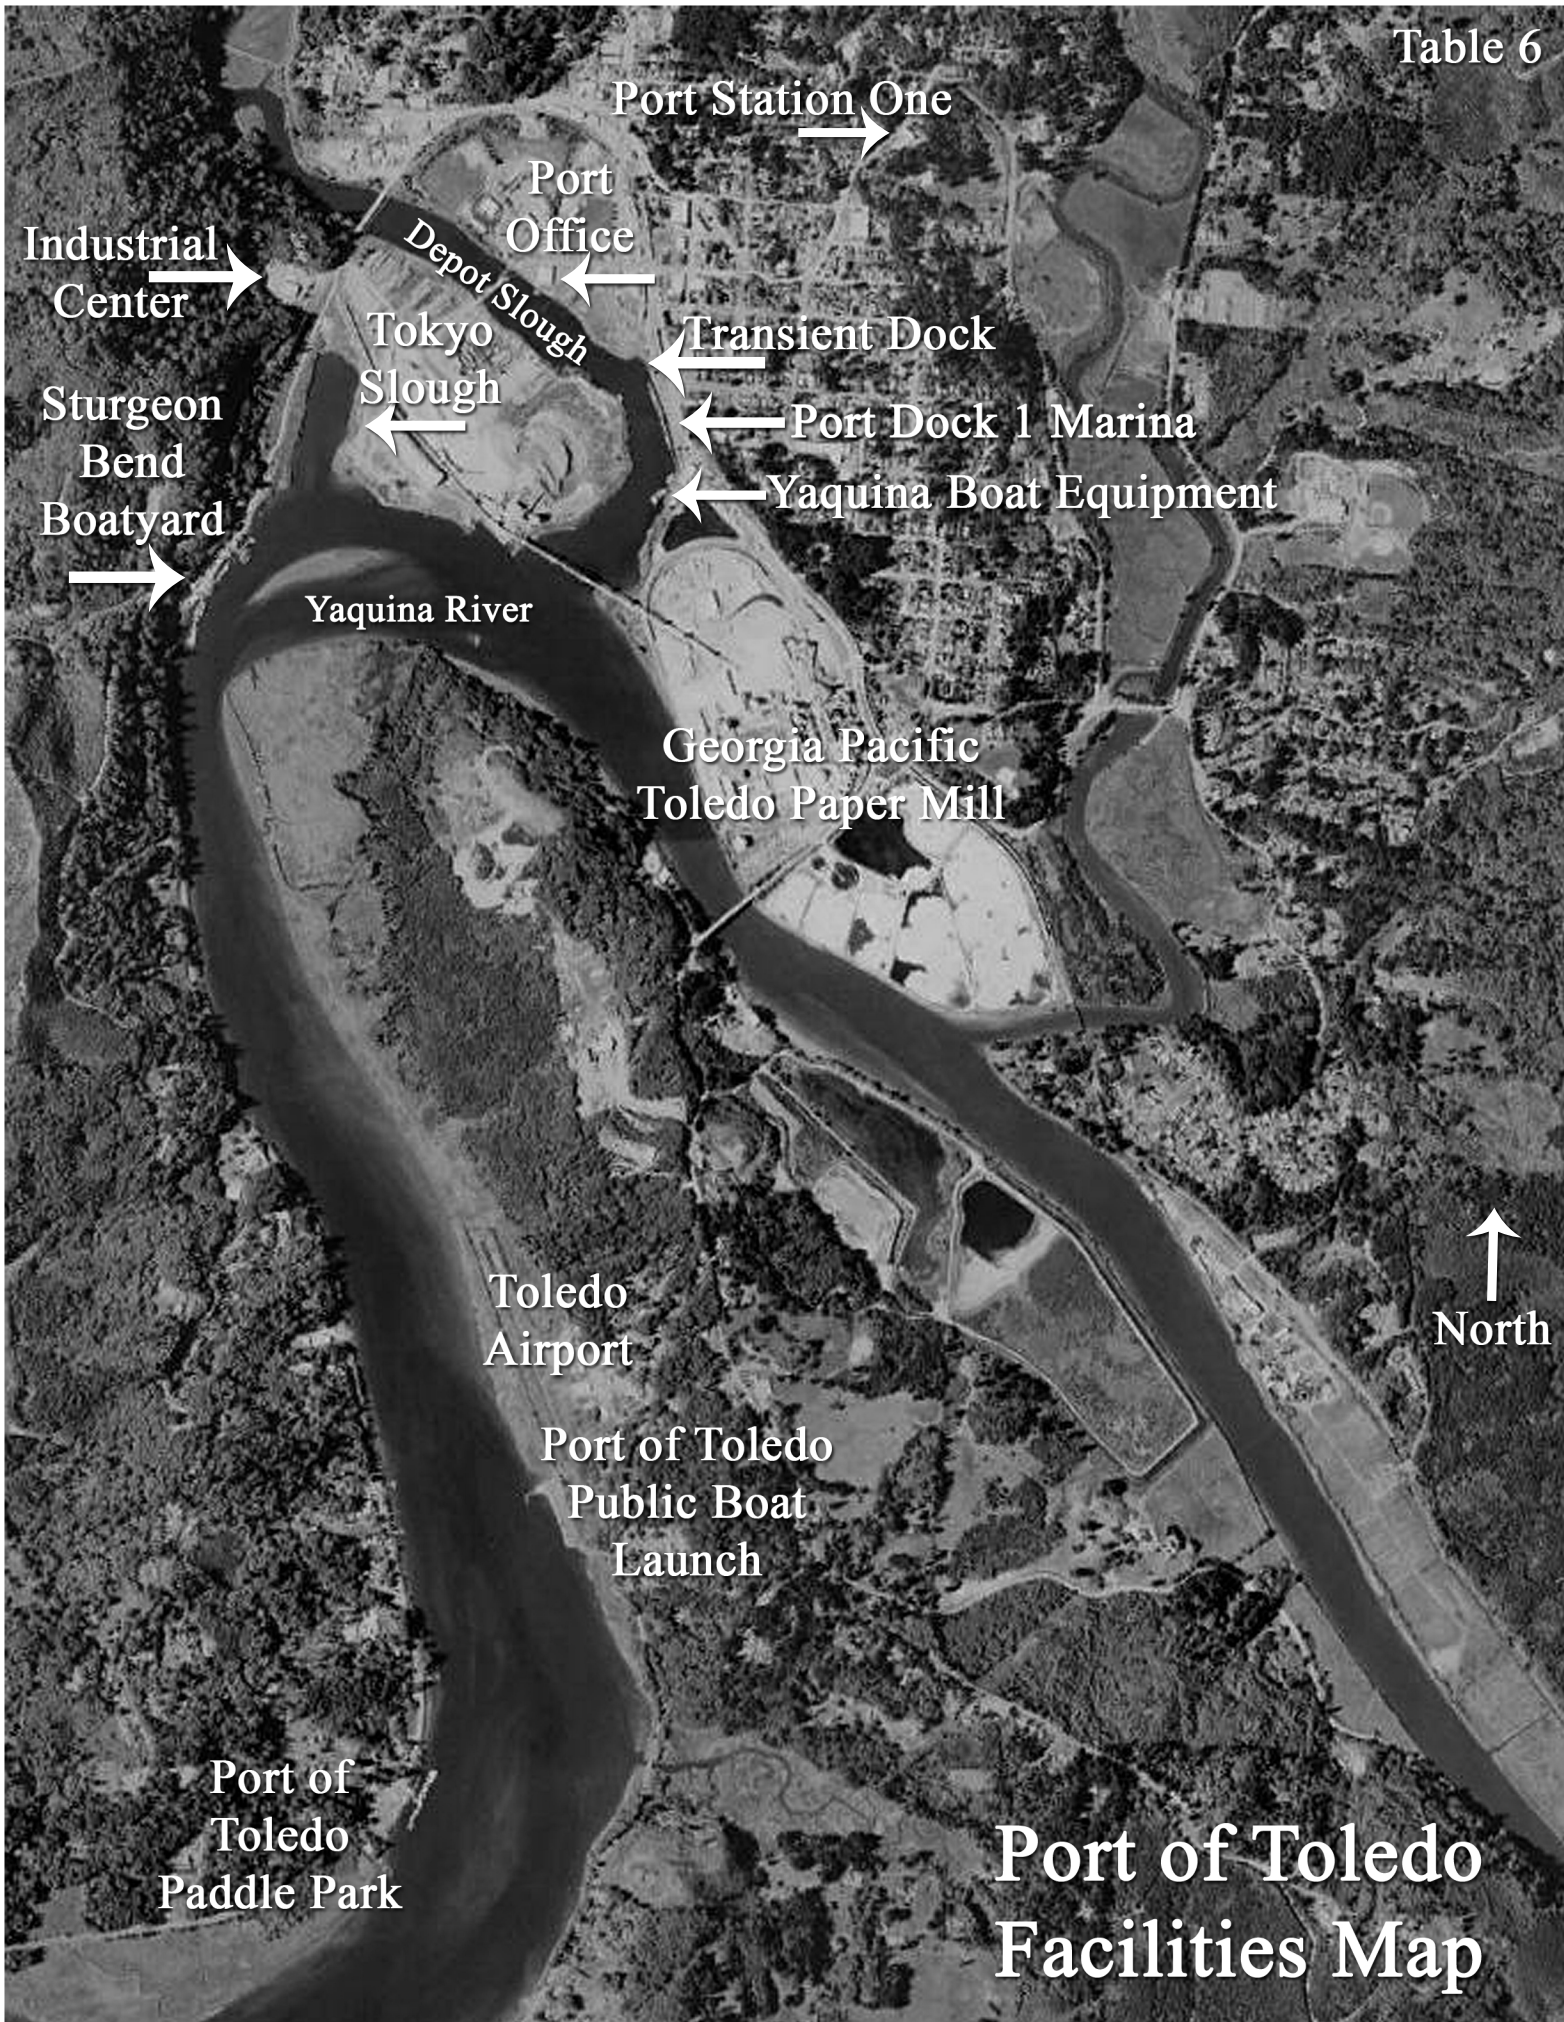 Table 6
Port Station One
Port
Office
Industrial
Center
Depot Slough
Tokyo
Slough
Transient Dock
Sturgeon
Bend
Boatyard
Port Dock 1 Marina
Yaquina Boat Equipment
Yaquina River
Georgia Pacific
Toledo Paper Mill
North
Toledo
Airport
Port of Toledo
Public Boat
Launch
Port of
Toledo
Paddle Park
Port of Toledo
Facilities Map